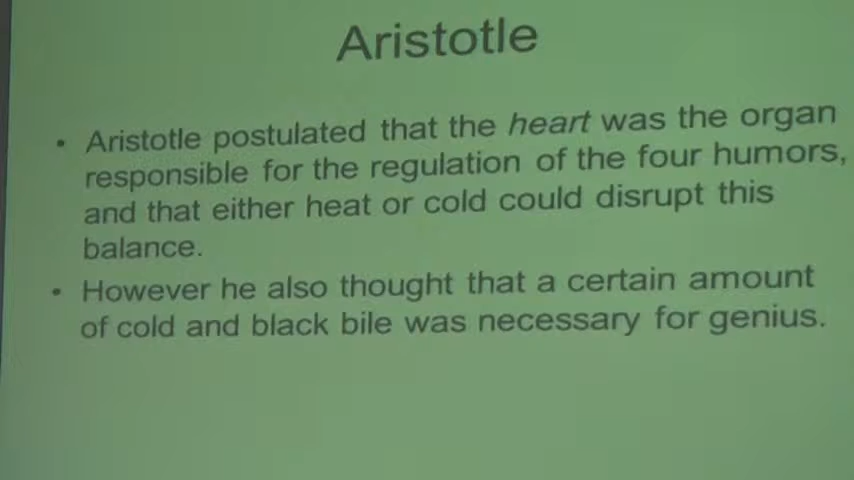 Aristotle
• Aristotle postulated that the heart was the organ
responsible for the regulation of the four humors,
and that either heat or cold could disrupt this
balance.
• However he also thought that a certain amount
of cold and black bile was necessary for genius.